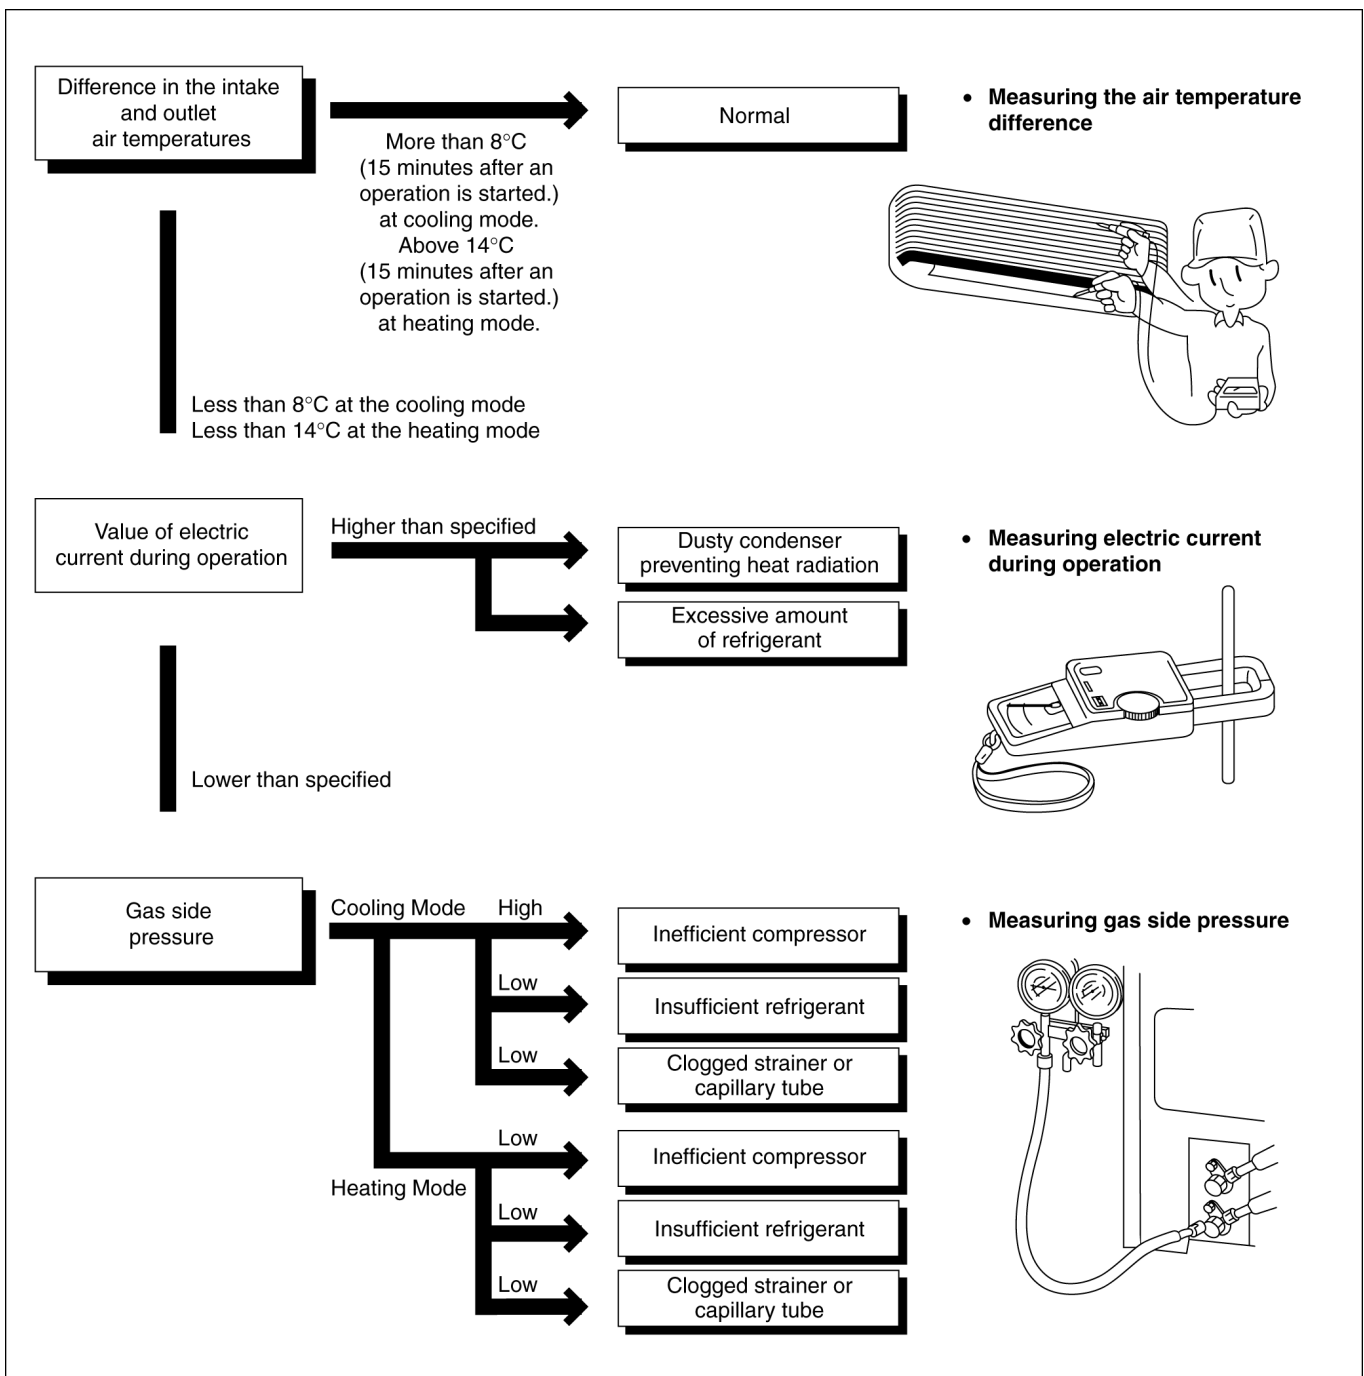 Difference in the intake
and outlet
air temperatures
More than 8°C
(15 minutes after an
operation is started.)
at cooling mode.
Above 14°C
(15 minutes after an
operation is started.)
at heating mode.
Normal
• Measuring the air temperature
difference
Less than 8°C at the cooling mode
Less than 14°C at the heating mode
Value of electric
current during operation
Higher than specified
Dusty condenser
preventing heat radiation
Excessive amount
of refrigerant
• Measuring electric current
during operation
Lower than specified
Gas side
pressure
Cooling Mode
High
Inefficient compressor
Low
Insufficient refrigerant
Low
Clogged strainer or
capillary tube
Heating Mode
Low
Inefficient compressor
Low
Insufficient refrigerant
Low
Clogged strainer or
capillary tube
• Measuring gas side pressure